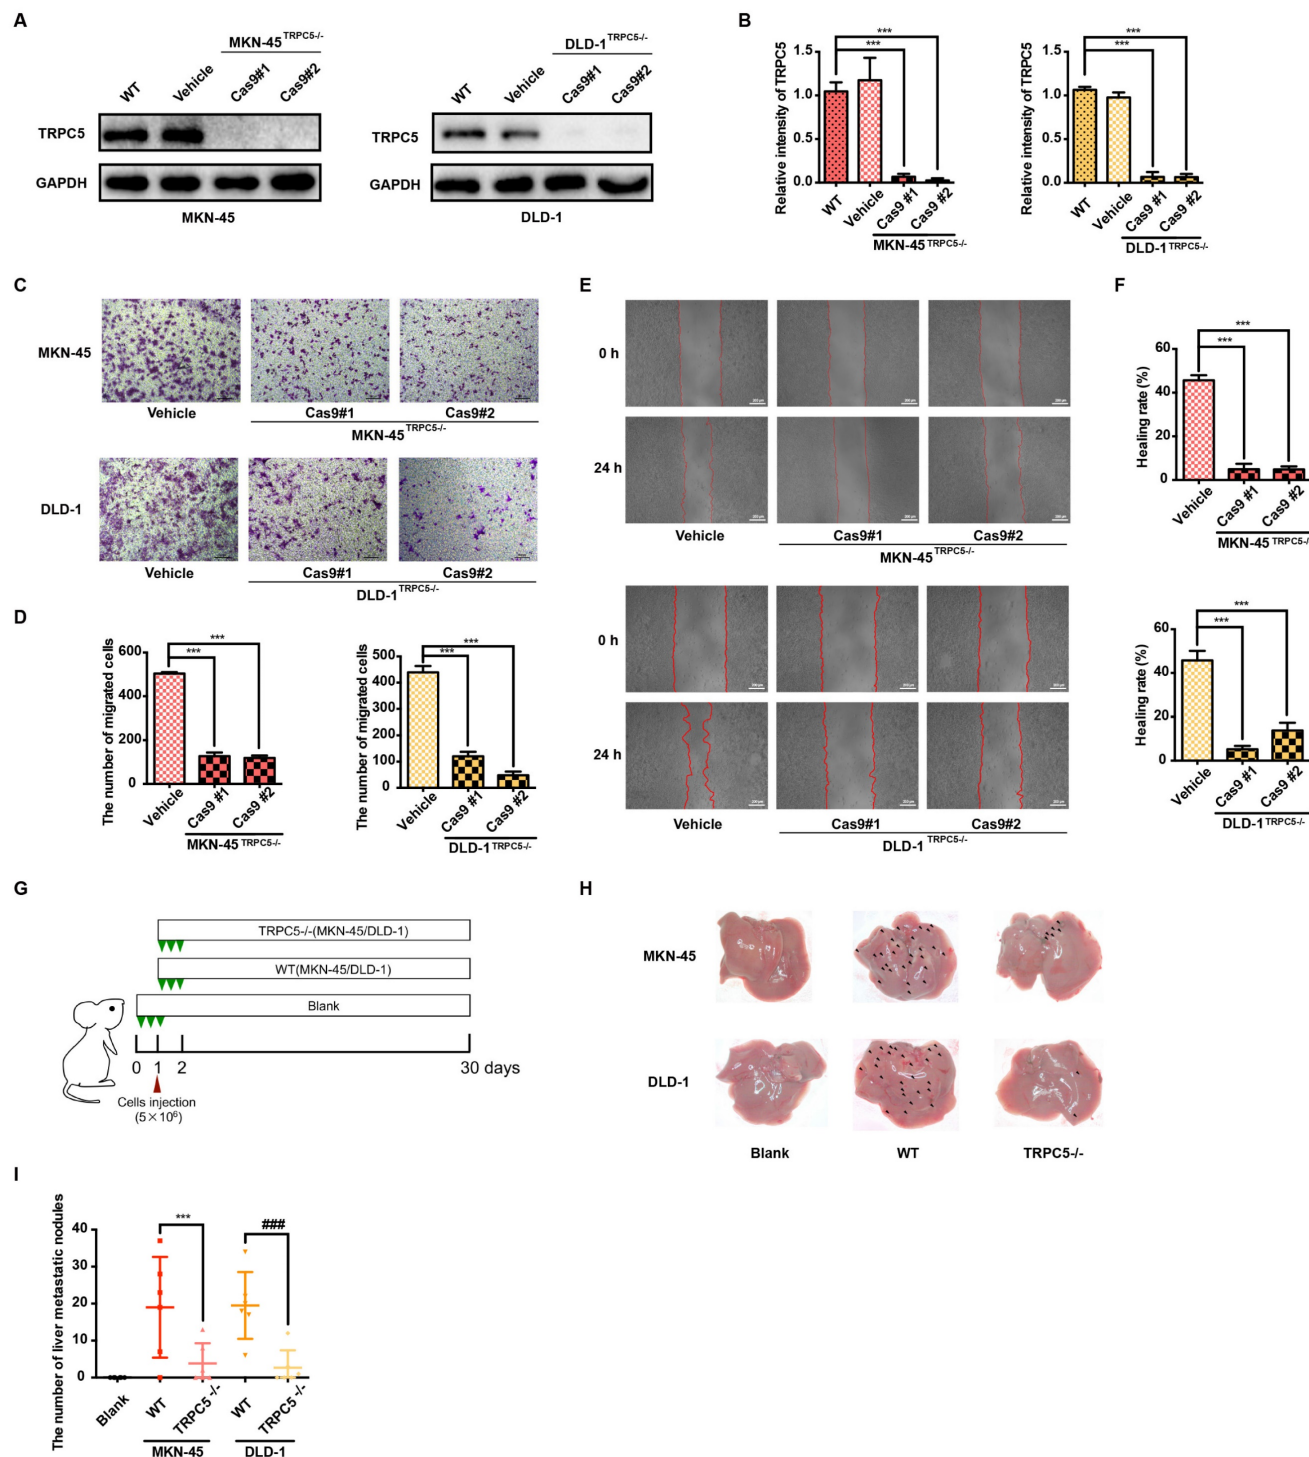 A
MKN-45TRPC5-/-
WT Vehicle Cas9#1 Cas9#2
TRPC5
GAPDH
MKN-45
DLD-1TRPC5-/-
WT Vehicle Cas9#1 Cas9#2
TRPC5
GAPDH
DLD-1
B
Relative intensity of TRPC5
1.5
1.0
0.5
0.0
***
***
WT Vehicle Cas9 #1 Cas9 #2
MKN-45TRPC5-/-
Relative intensity of TRPC5
1.5
1.0
0.5
0.0
***
***
WT Vehicle Cas9 #1 Cas9 #2
DLD-1TRPC5-/-
C
MKN-45
Vehicle Cas9#1 Cas9#2
MKN-45TRPC5-/-
DLD-1
Vehicle Cas9#1 Cas9#2
DLD-1TRPC5-/-
D
The number of migrated cells
600
400
200
0
***
***
Vehicle Cas9 #1 Cas9 #2
MKN-45TRPC5-/-
The number of migrated cells
500
400
300
200
100
0
***
***
Vehicle Cas9 #1 Cas9 #2
DLD-1TRPC5-/-
E
0 h
24 h
Vehicle Cas9#1 Cas9#2
MKN-45TRPC5-/-
0 h
24 h
Vehicle Cas9#1 Cas9#2
DLD-1TRPC5-/-
F
Healing rate (%)
60
40
20
0
***
***
Vehicle Cas9 #1 Cas9 #2
MKN-45TRPC5-/-
Healing rate (%)
60
40
20
0
***
***
Vehicle Cas9 #1 Cas9 #2
DLD-1TRPC5-/-
G
TRPC5-/-(MKN-45/DLD-1)
WT(MKN-45/DLD-1)
Blank
0 1 2 30 days
Cells injection
(5×10⁶)
H
MKN-45
DLD-1
Blank WT TRPC5-/-
I
The number of liver metastatic nodules
40
30
20
10
0
***
###
Blank WT TRPC5-/- WT TRPC5-/-
MKN-45 DLD-1